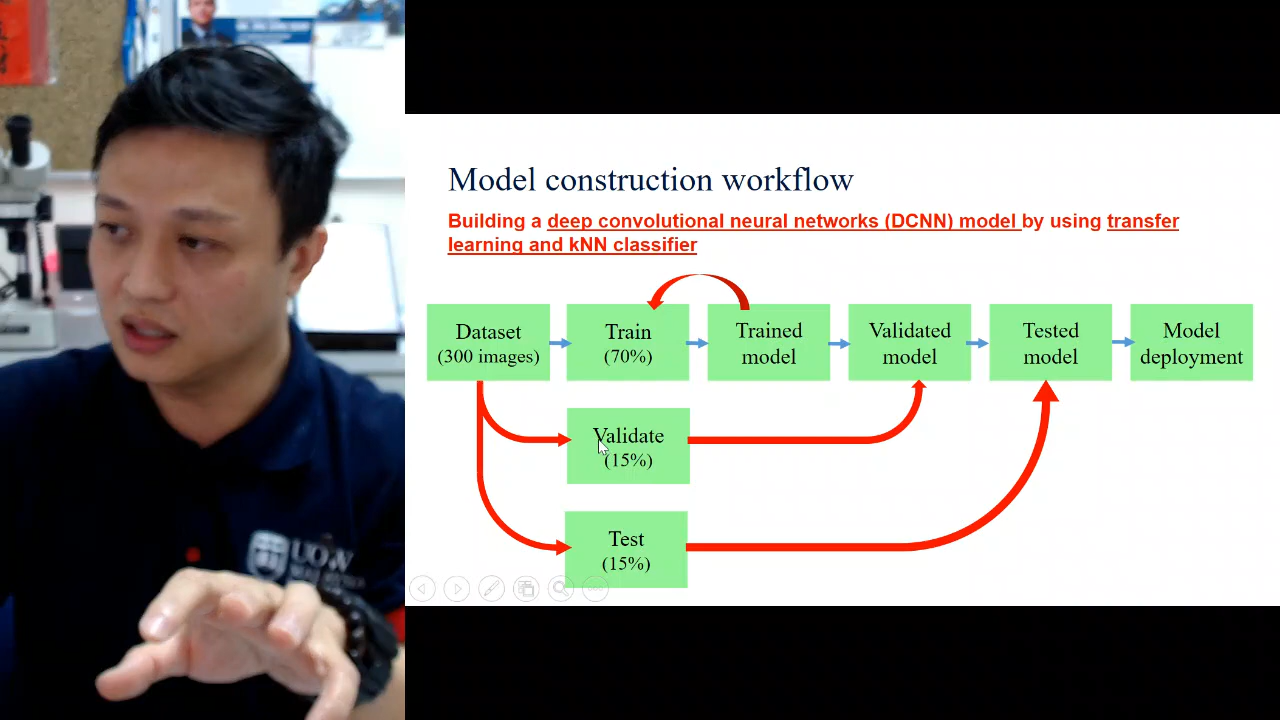 Model construction workflow
Building a deep convolutional neural networks (DCNN) model by using transfer
learning and kNN classifier
Dataset
(300 images)
Train
(70%)
Trained
model
Validated
model
Tested
model
Model
deployment
Validate
(15%)
Test
(15%)
UOW